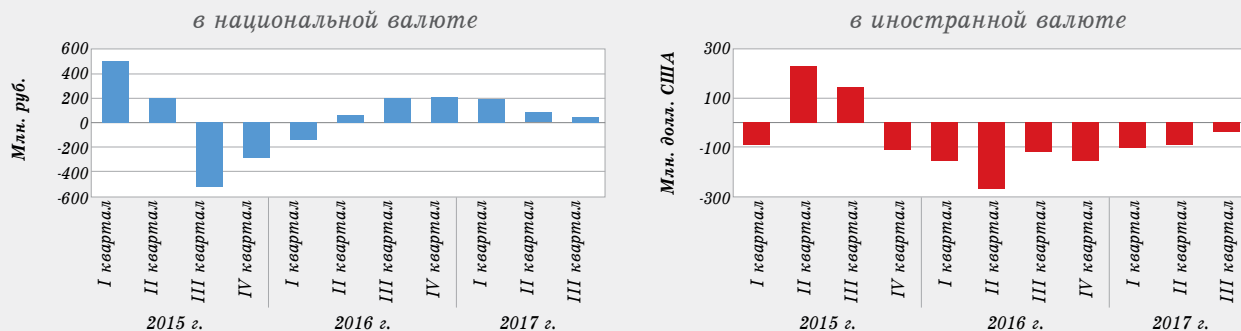 в национальной валюте
Млн. руб.
600
400
200
0
-200
-400
-600
I квартал
II квартал
III квартал
IV квартал
I квартал
II квартал
III квартал
IV квартал
I квартал
II квартал
III квартал
2015 г.
2016 г.
2017 г.
в иностранной валюте
Млн. долл. США
300
100
-100
-300
I квартал
II квартал
III квартал
IV квартал
I квартал
II квартал
III квартал
IV квартал
I квартал
II квартал
III квартал
2015 г.
2016 г.
2017 г.